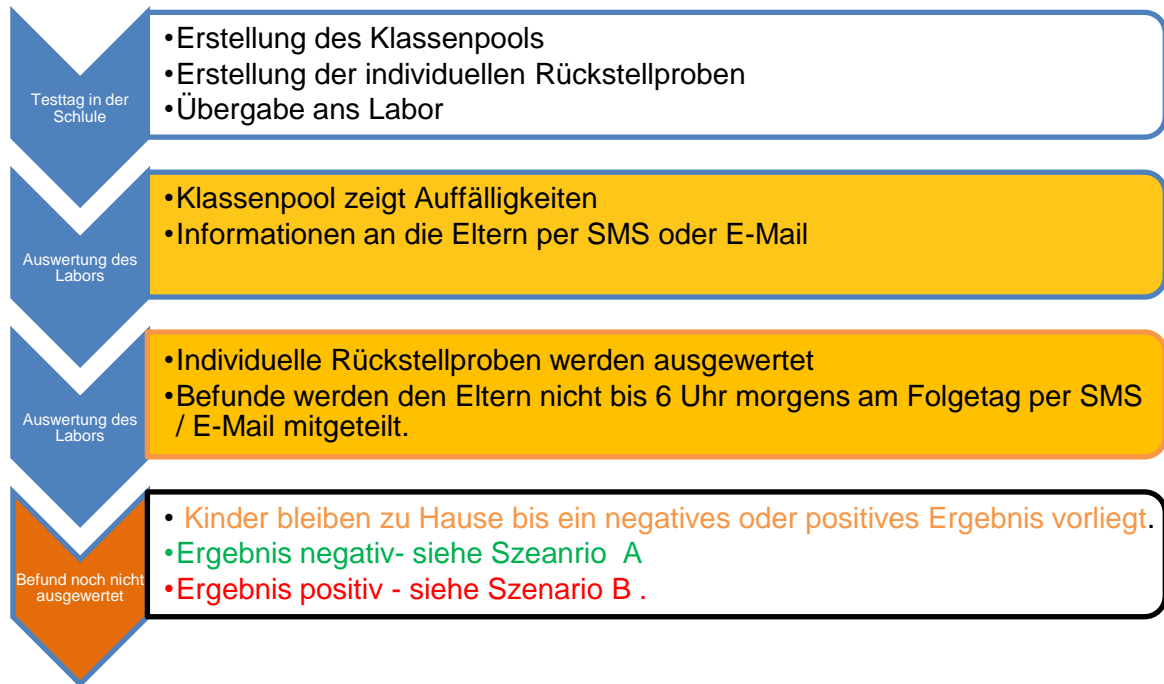 Testtag in der
Schlule
•Erstellung des Klassenpools
•Erstellung der individuellen Rückstellproben
•Übergabe ans Labor
Auswertung des
Labors
•Klassenpool zeigt Auffälligkeiten
•Informationen an die Eltern per SMS oder E-Mail
Auswertung des
Labors
•Individuelle Rückstellproben werden ausgewertet
•Befunde werden den Eltern nicht bis 6 Uhr morgens am Folgetag per SMS
/ E-Mail mitgeteilt.
Befund noch nicht
ausgewertet
• Kinder bleiben zu Hause bis ein negatives oder positives Ergebnis vorliegt.
•Ergebnis negativ- siehe Szeanrio A
•Ergebnis positiv - siehe Szenario B .